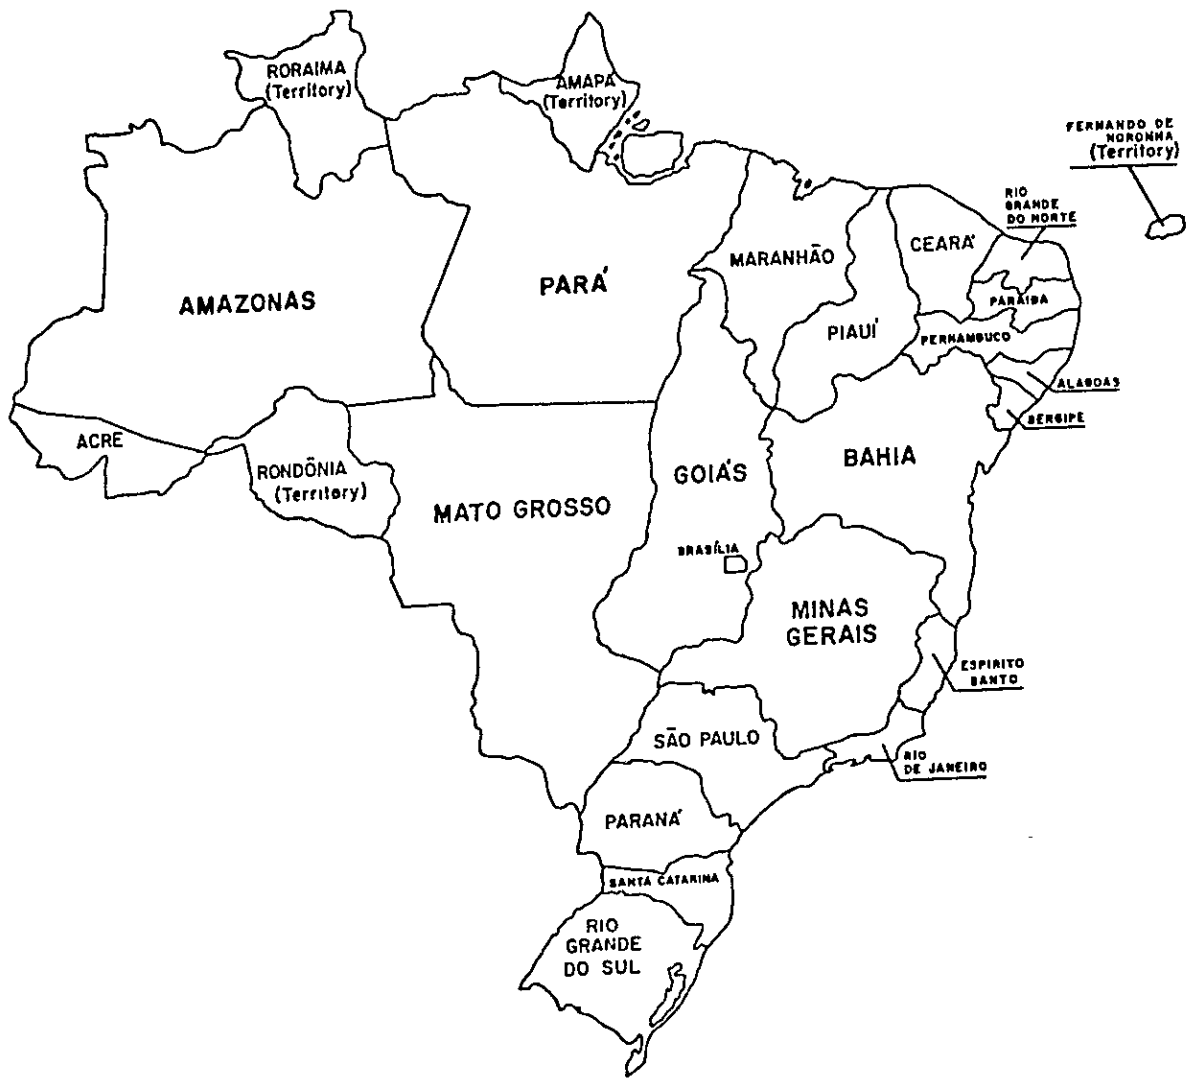 RORAIMA
(Territory)
AMAPÁ
(Territory)
FERNANDO DE
NORONHA
(Territory)
RIO
GRANDE
DO NORTE
CEARÁ
MARANHÃO
PARÁ
AMAZONAS
PARAIBA
PIAUÍ
PERNAMBUCO
ALAGOAS
SERGIPE
ACRE
BAHIA
RONDÔNIA
(Territory)
GOIÁS
MATO GROSSO
BRASÍLIA
MINAS
GERAIS
ESPIRITO
SANTO
SÃO PAULO
RIO
DE JANEIRO
PARANÁ
SANTA CATARINA
RIO
GRANDE
DO SUL